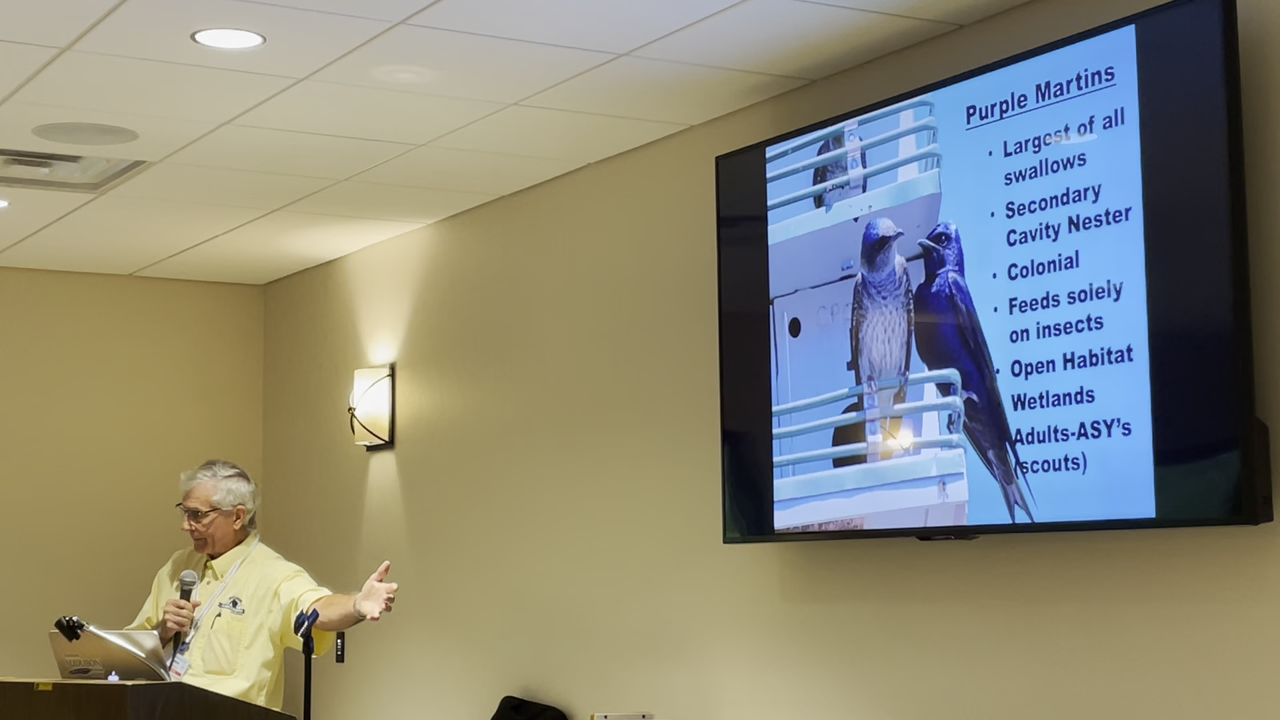 Purple Martins
· Largest of all
swallows
· Secondary
Cavity Nester
· Colonial
· Feeds solely
on insects
· Open Habitat
Wetlands
Adults-ASY's
(scouts)